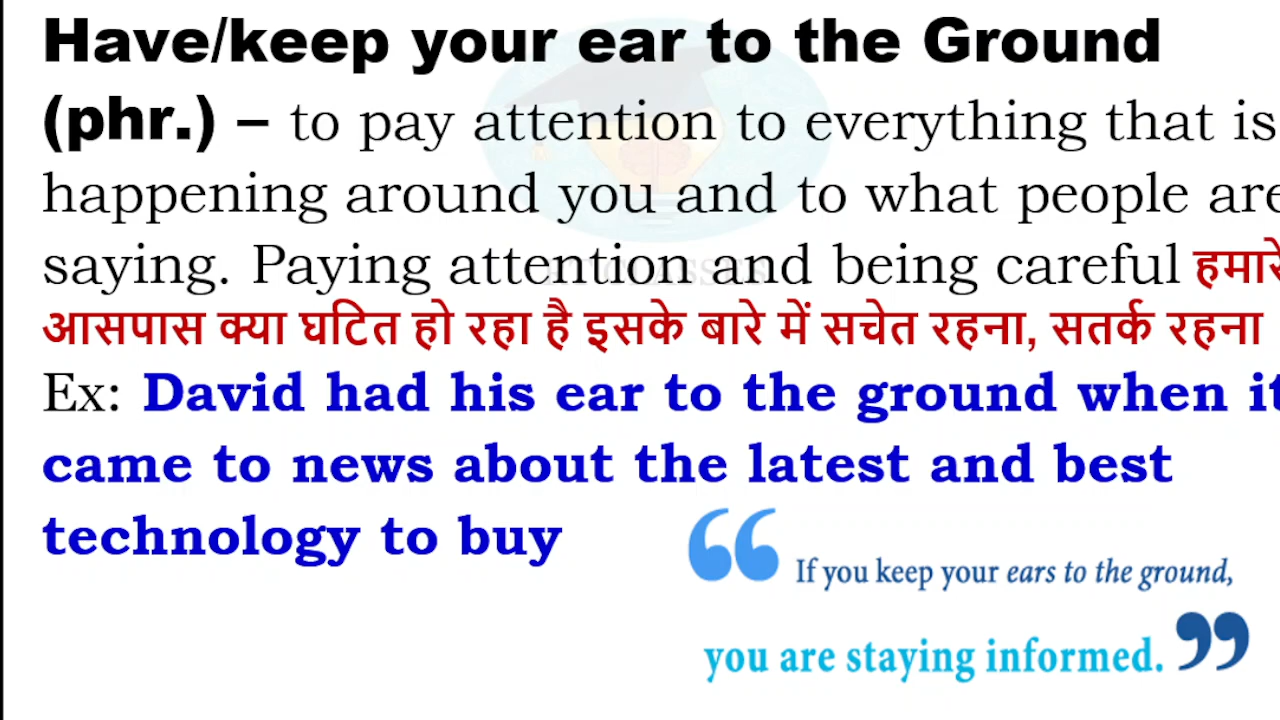 Have/keep your ear to the Ground
(phr.) – to pay attention to everything that is
happening around you and to what people are
saying. Paying attention and being careful हमारे
आसपास क्या घटित हो रहा है इसके बारे में सचेत रहना, सतर्क रहना
Ex: David had his ear to the ground when it
came to news about the latest and best
technology to buy
“ If you keep your ears to the ground,
you are staying informed. ”